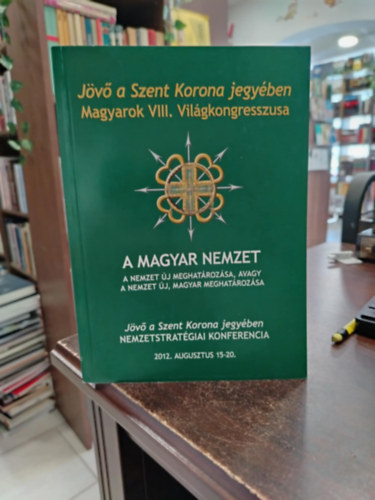 Jövő a Szent Korona jegyében
Magyarok VIII. Világkongresszusa
A MAGYAR NEMZET
A NEMZET ÚJ MEGHATÁROZÁSA, AVAGY
A NEMZET ÚJ, MAGYAR MEGHATÁROZÁSA
Jövő a Szent Korona jegyében
NEMZETSTRATÉGIAI KONFERENCIA
2012. AUGUSZTUS 15-20.